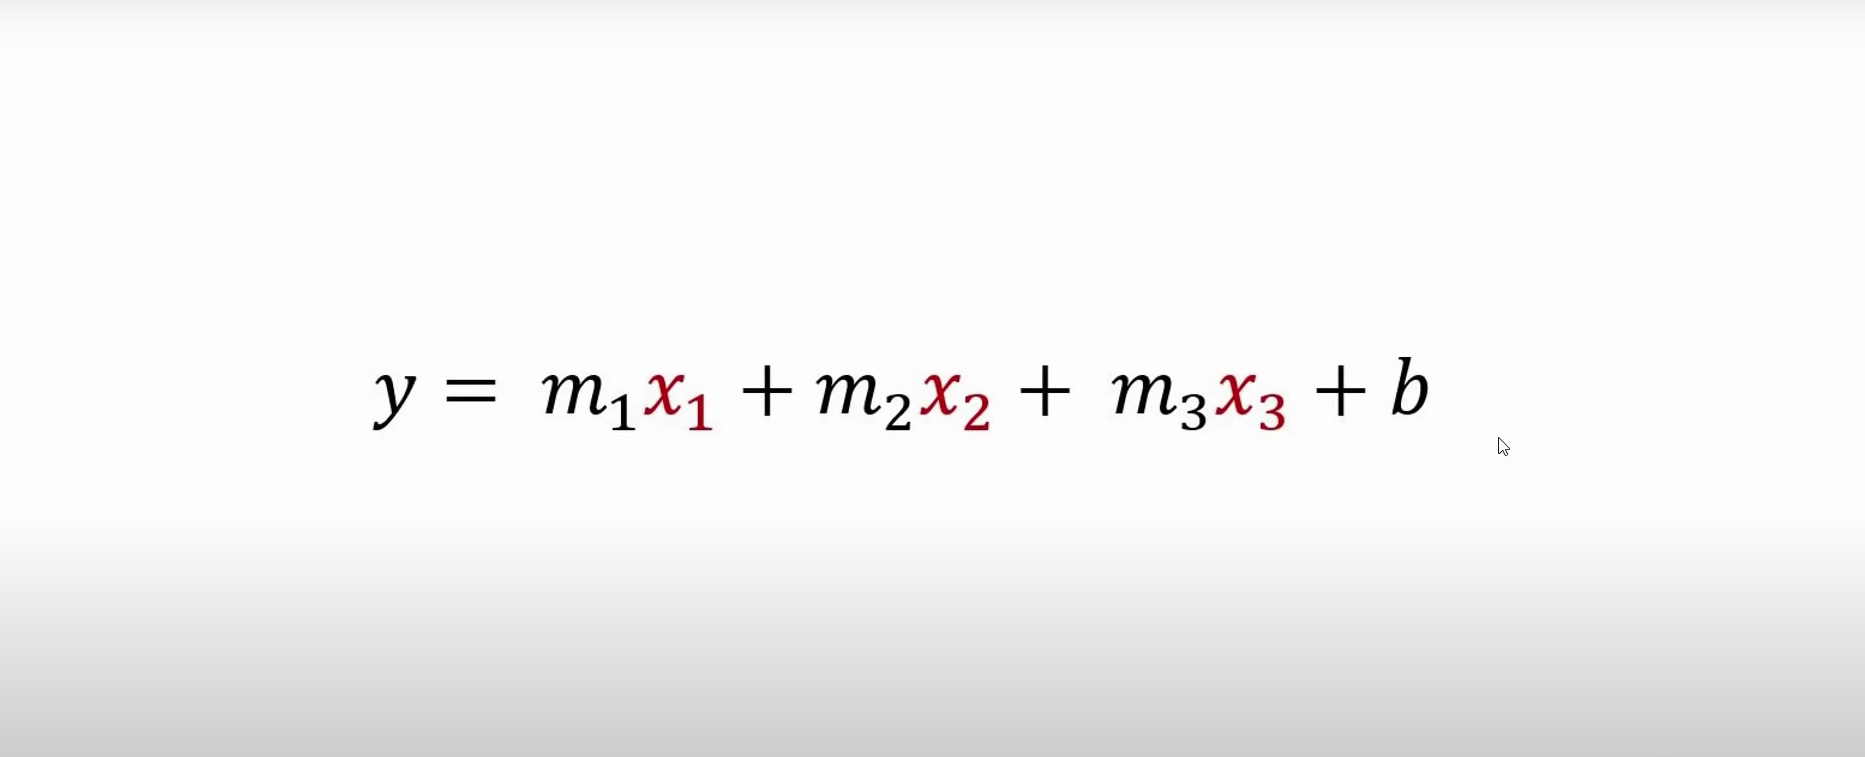 y = m₁x₁ + m₂x₂ + m₃x₃ + b